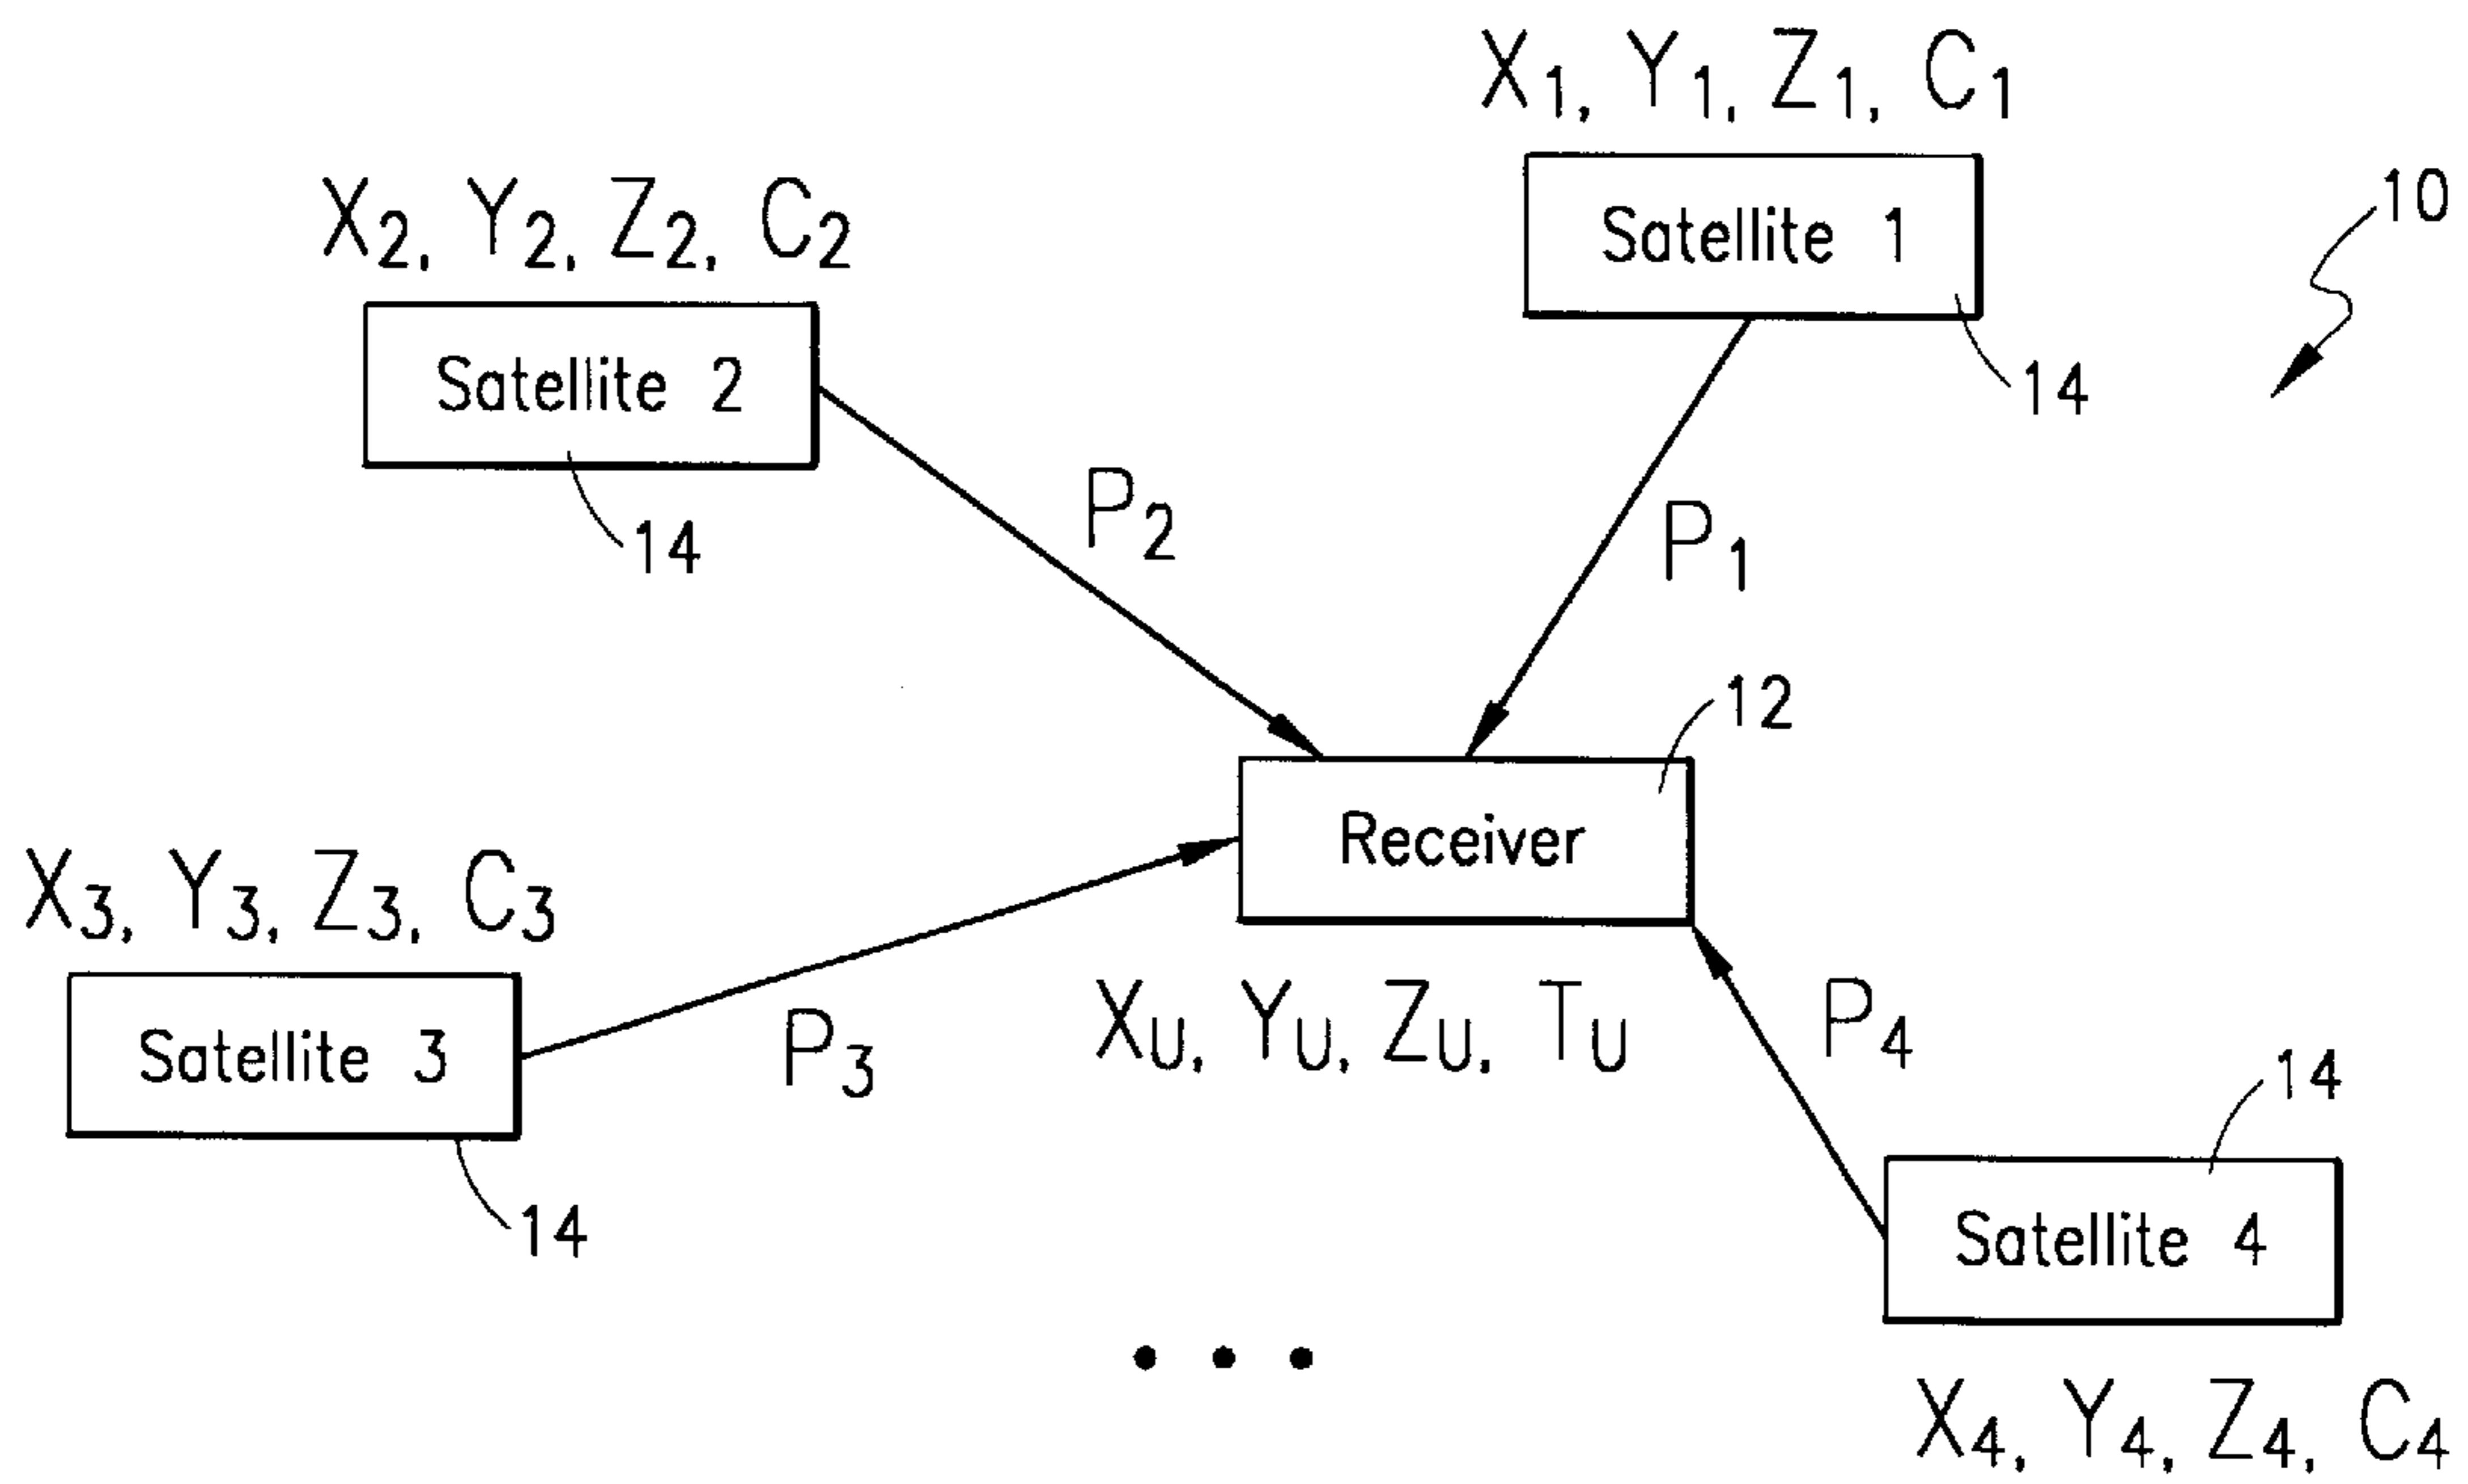 X1, Y1, Z1, C1
Satellite 1
10
14
X2, Y2, Z2, C2
Satellite 2
14
P2
P1
12
Receiver
XU, YU, ZU, TU
X3, Y3, Z3, C3
Satellite 3
14
P3
P4
14
Satellite 4
X4, Y4, Z4, C4
• • •